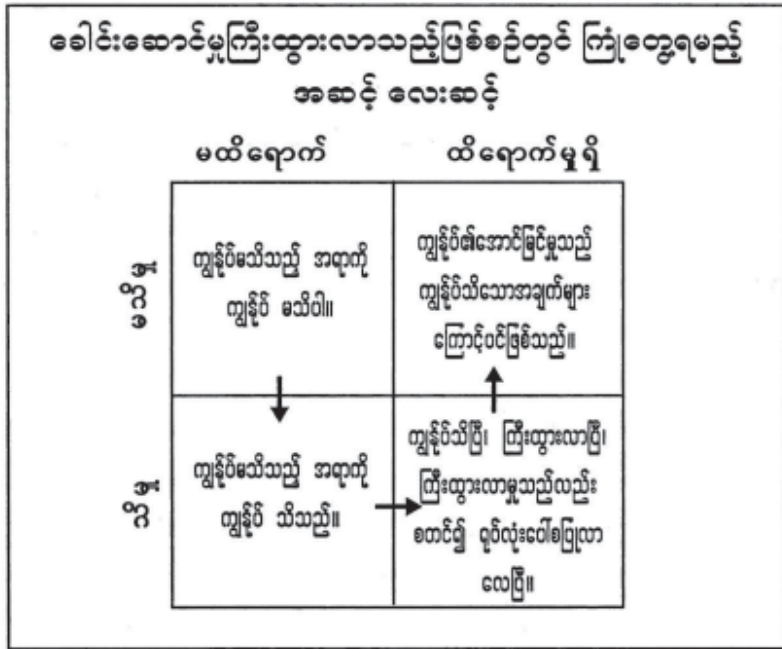 ခေါင်းဆောင်မှုကြီးထွားလာသည့်ဖြစ်စဉ်တွင် ကြုံတွေ့ရမည့်
အဆင့် လေးဆင့်
မထိရောက်
ထိရောက်မှုရှိ
မသိမှု
ကျွန်ုပ်မသိသည့် အရာကို
ကျွန်ုပ် မသိပါ။
ကျွန်ုပ်၏အောင်မြင်မှုသည်
ကျွန်ုပ်သိသောအချက်များ
ကြောင့်ပင်ဖြစ်သည်။
သိမှု
ကျွန်ုပ်မသိသည့် အရာကို
ကျွန်ုပ် သိသည်။
ကျွန်ုပ်သိပြီ၊ ကြီးထွားလာပြီ၊
ကြီးထွားလာမှုသည်လည်း
စတင်၍ ရုပ်လုံးပေါ်စပြုလာ
လေပြီ။